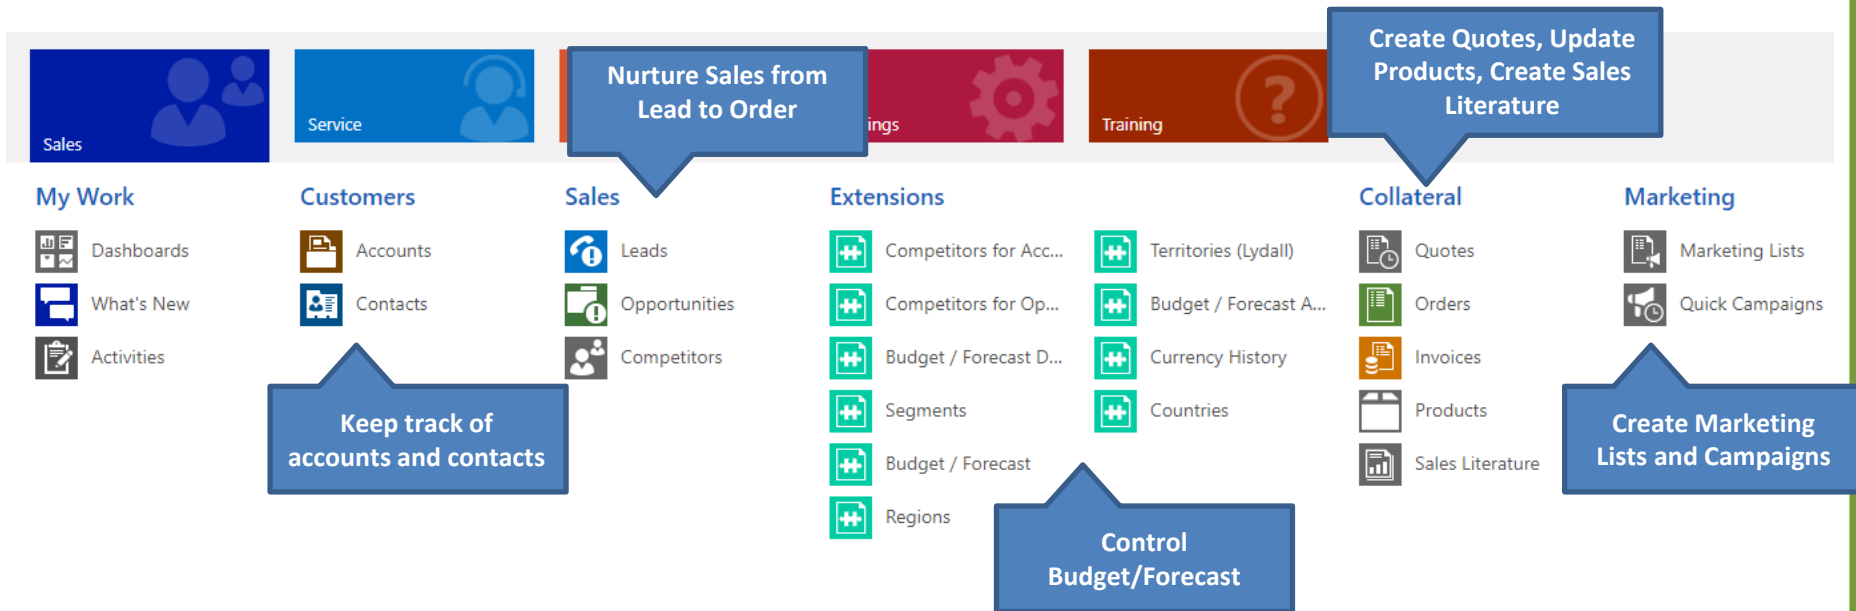 Create Quotes, Update
Products, Create Sales
Literature
Nurture Sales from
Lead to Order
Sales
Service
ings
Training
My Work
Dashboards
What's New
Activities
Customers
Accounts
Contacts
Keep track of
accounts and contacts
Sales
Leads
Opportunities
Competitors
Extensions
Competitors for Acc...
Competitors for Op...
Budget / Forecast D...
Segments
Budget / Forecast
Regions
Territories (Lydall)
Budget / Forecast A...
Currency History
Countries
Control
Budget/Forecast
Collateral
Quotes
Orders
Invoices
Products
Sales Literature
Marketing
Marketing Lists
Quick Campaigns
Create Marketing
Lists and Campaigns